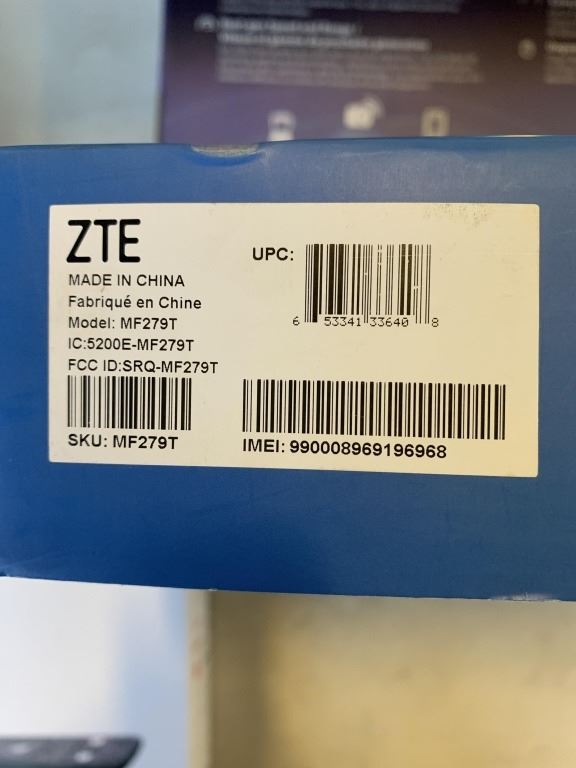 ZTE
MADE IN CHINA
Fabriqué en Chine
Model: MF279T
IC:5200E-MF279T
FCC ID:SRQ-MF279T
SKU: MF279T
UPC:
6 53341 33640 8
IMEI: 990008969196968